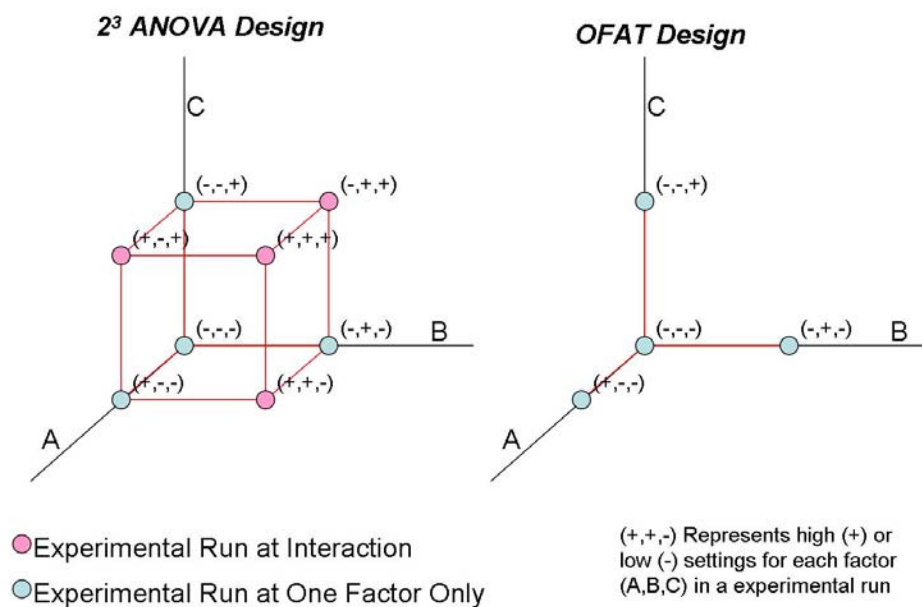 2³ ANOVA Design
C
(-,-,+)
(-,+,+)
(+,-,+)
(+,+,+)
(-,-,-)
(-,+,-)
B
(+,-,-)
(+,+,-)
A
OFAT Design
C
(-,-,+)
(-,-,-)
(-,+,-)
B
(+,-,-)
A
Experimental Run at Interaction
Experimental Run at One Factor Only
(+,+,-) Represents high (+) or
low (-) settings for each factor
(A,B,C) in a experimental run